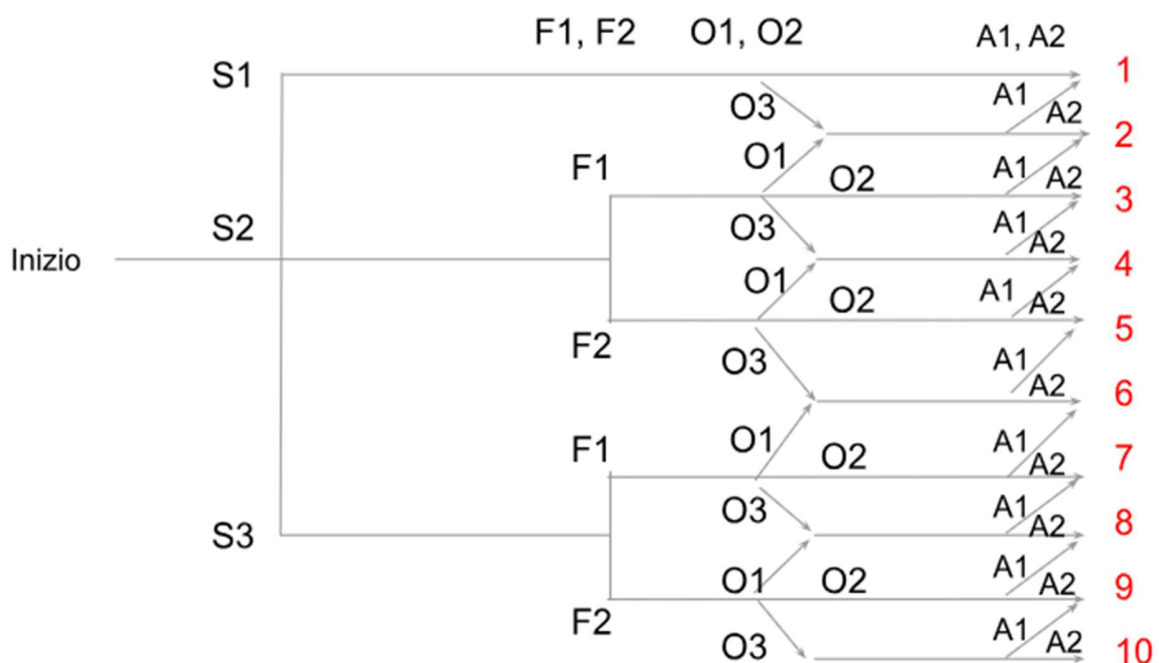 F1, F2 O1, O2 A1, A2
S1 1
O3 A1 A2
2
O1
F1 O2 A1 A2
3
S2 O3 A1 A2
Inizio 4
O1 O2 A1 A2
5
F2 O3 A1 A2
6
F1 O1 O2 A1 A2
7
O3 A1 A2
S3 8
O1 O2 A1 A2
9
F2 O3 A1 A2
10